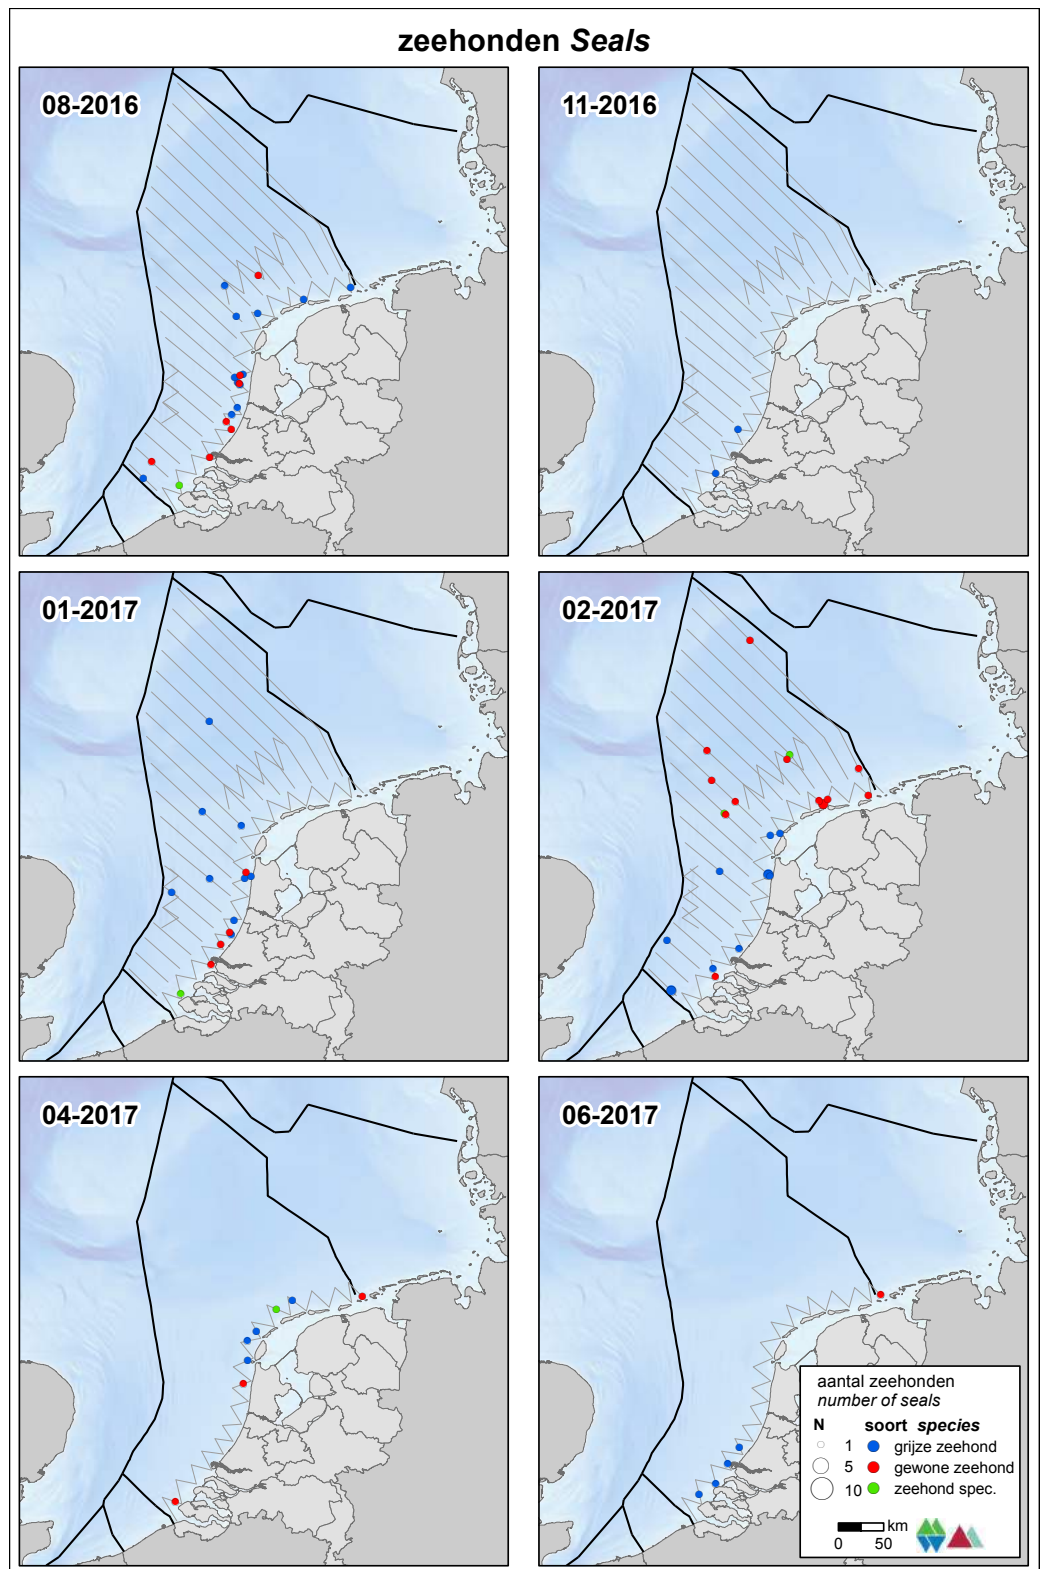 zeehonden Seals
08-2016
11-2016
01-2017
02-2017
04-2017
06-2017
aantal zeehonden
number of seals
N soort species
1 grijze zeehond
5 gewone zeehond
10 zeehond spec.
km
0 50